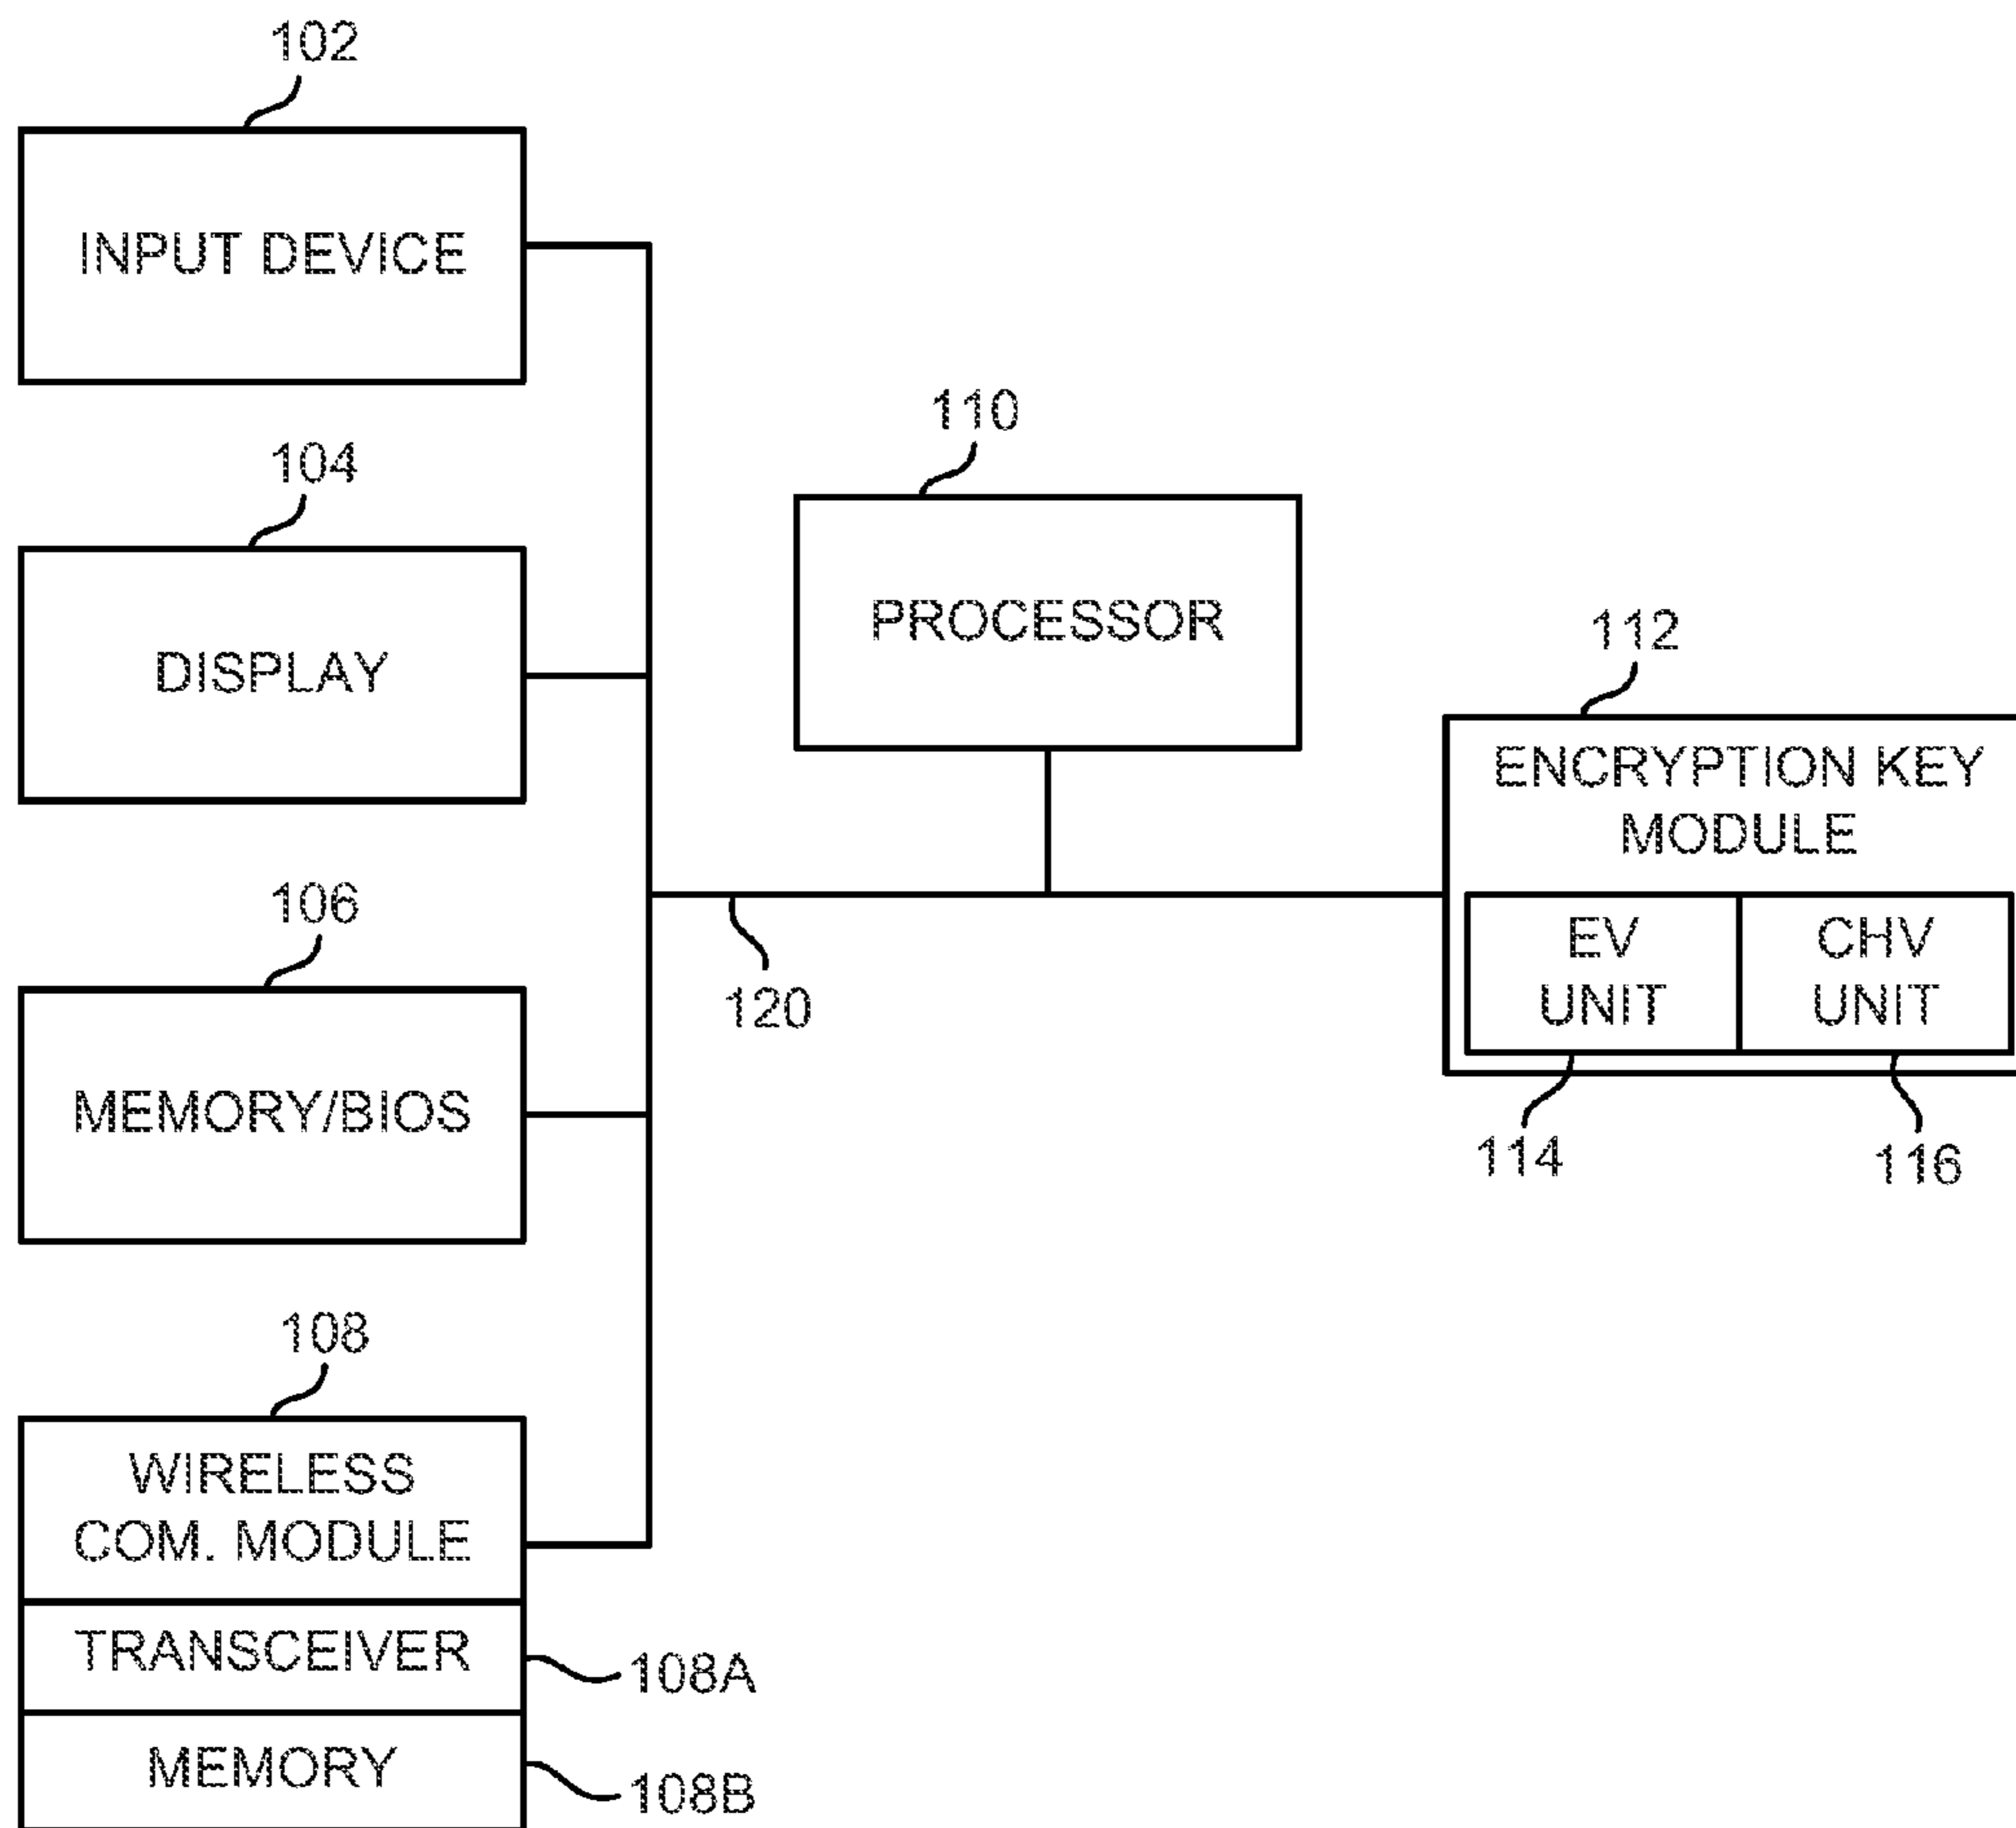 102
INPUT DEVICE
104
DISPLAY
106
MEMORY/BIOS
108
WIRELESS
COM. MODULE
TRANSCEIVER
108A
MEMORY
108B
110
PROCESSOR
120
112
ENCRYPTION KEY
MODULE
EV
UNIT
CHV
UNIT
114
116